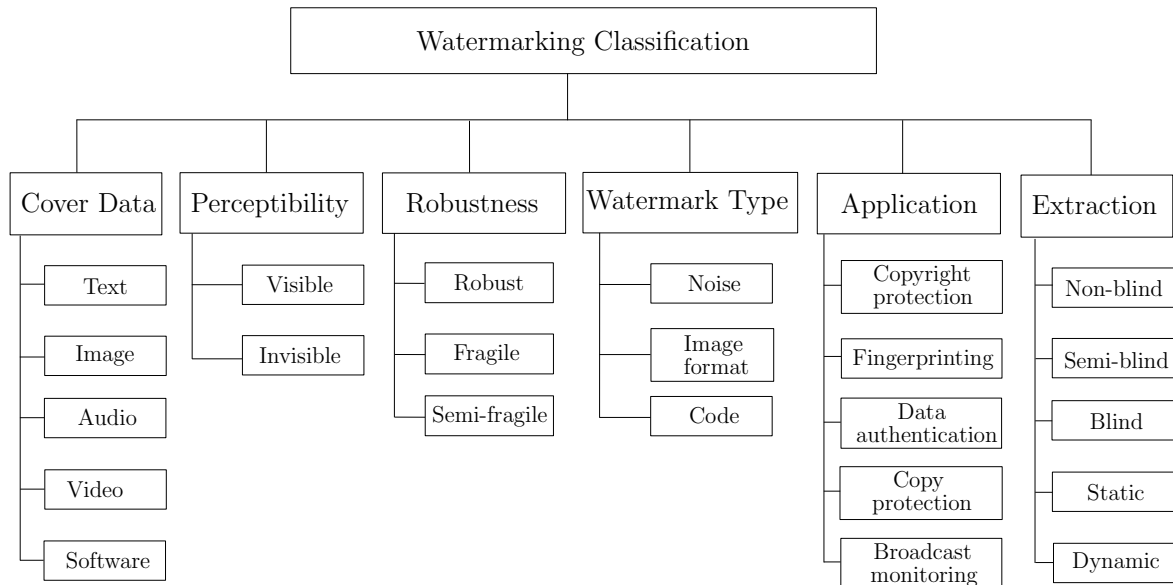 Watermarking Classification
Cover Data
Text
Image
Audio
Video
Software
Perceptibility
Visible
Invisible
Robustness
Robust
Fragile
Semi-fragile
Watermark Type
Noise
Image
format
Code
Application
Copyright
protection
Fingerprinting
Data
authentication
Copy
protection
Broadcast
monitoring
Extraction
Non-blind
Semi-blind
Blind
Static
Dynamic